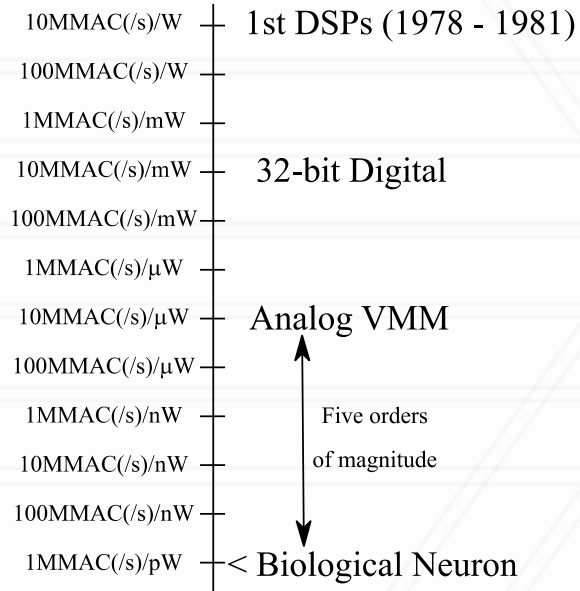 10MMAC(/s)/W 1st DSPs (1978 - 1981)
100MMAC(/s)/W
1MMAC(/s)/mW
10MMAC(/s)/mW 32-bit Digital
100MMAC(/s)/mW
1MMAC(/s)/μW
10MMAC(/s)/μW Analog VMM
100MMAC(/s)/μW
1MMAC(/s)/nW Five orders
10MMAC(/s)/nW of magnitude
100MMAC(/s)/nW
1MMAC(/s)/pW < Biological Neuron